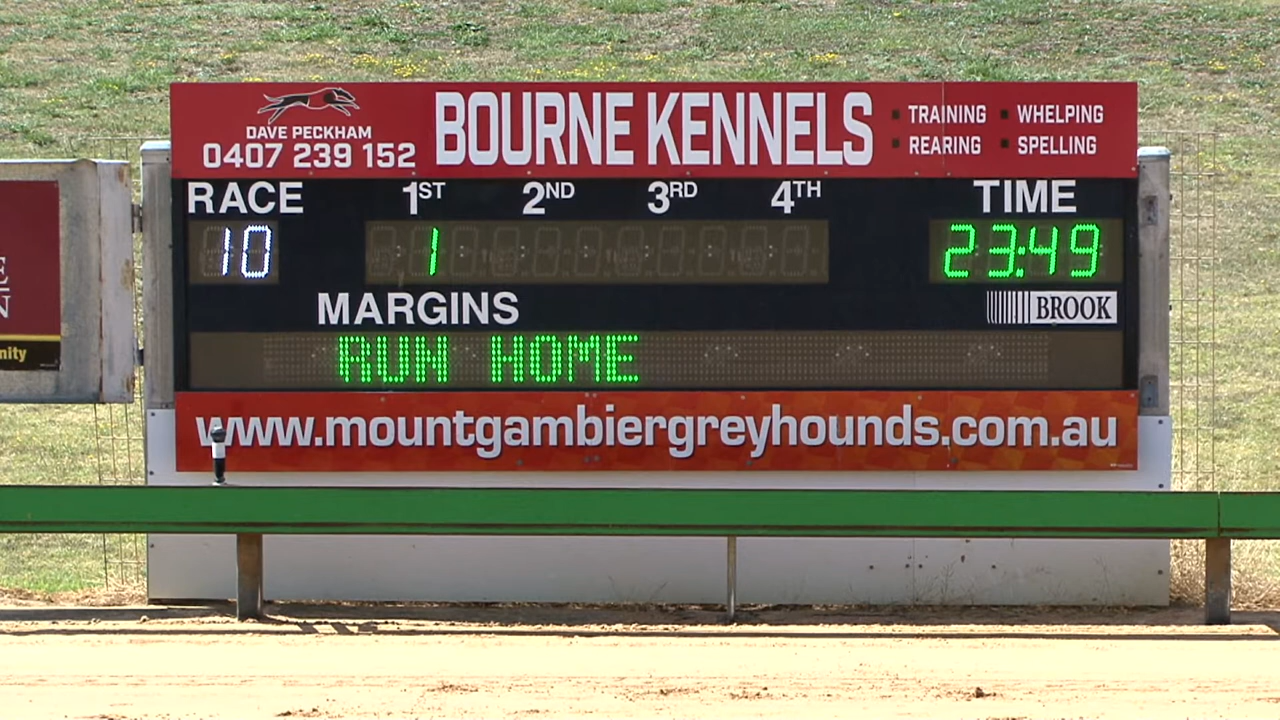 DAVE PECKHAM
0407 239 152
BOURNE KENNELS
TRAINING WHELPING
REARING SPELLING
RACE 1ST 2ND 3RD 4TH TIME
10 1 23:49
MARGINS
BROOK
RUN HOME
www.mountgambiergreyhounds.com.au
E
N
nity